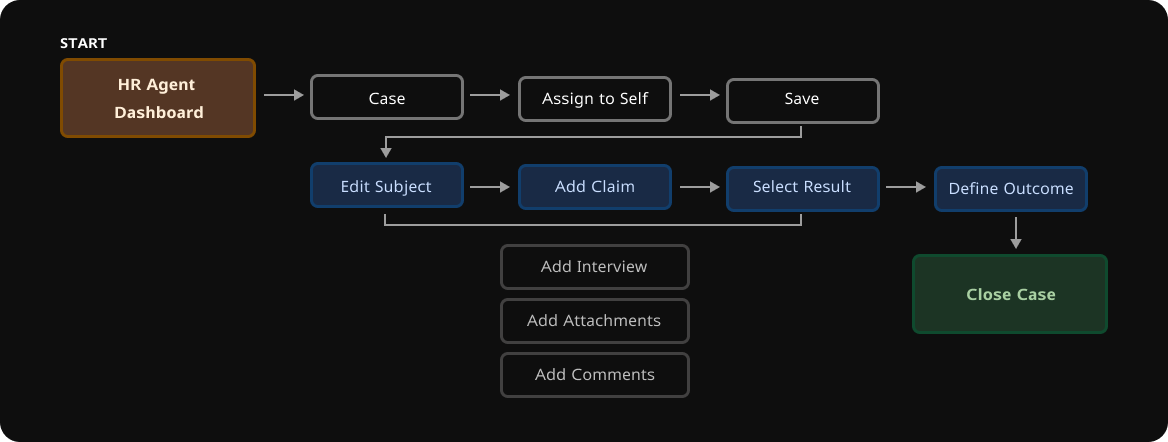 START
HR Agent
Dashboard
Case
Assign to Self
Save
Edit Subject
Add Claim
Select Result
Define Outcome
Add Interview
Close Case
Add Attachments
Add Comments